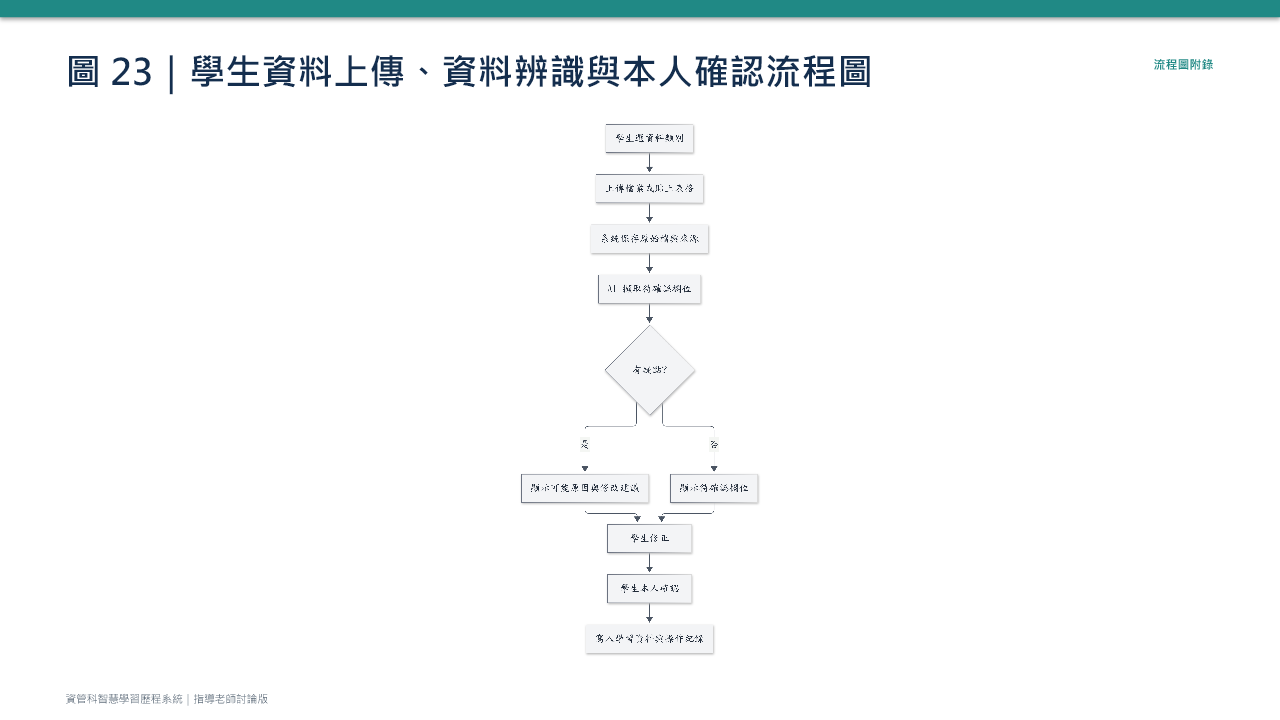 圖 23｜學生資料上傳、資料辨識與本人確認流程圖
流程圖附錄
學生選資料類別
上傳檔案或貼上表格
系統保存原始檔與來源
AI 擷取待確認欄位
有疑點?
是
否
顯示可能原因與修改建議
顯示待確認欄位
學生修正
學生本人確認
寫入學習資料與操作紀錄
資管科智慧學習歷程系統｜指導老師討論版